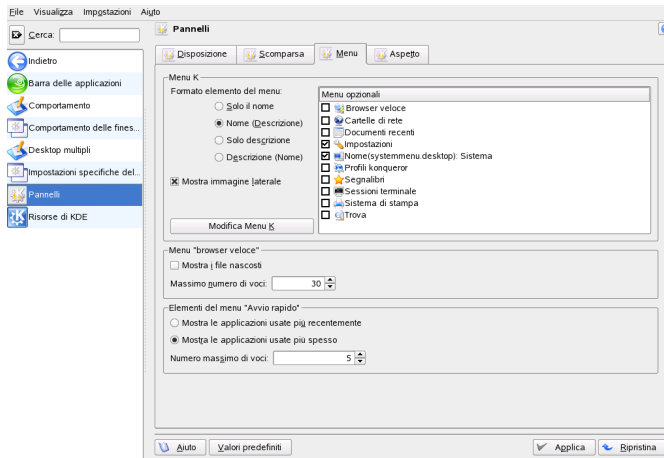 File Visualizza Impostazioni Aiuto
Cerca:
Indietro
Barra delle applicazioni
Comportamento
Comportamento delle fines...
Desktop multipli
Impostazioni specifiche del...
Pannelli
Risorse di KDE
Pannelli
Disposizione Scomparsa Menu Aspetto
Menu K
Formato elemento del menu:
Solo il nome
Nome (Descrizione)
Solo descrizione
Descrizione (Nome)
Mostra immagine laterale
Modifica Menu K
Menu opzionali
Browser veloce
Cartelle di rete
Documenti recenti
Impostazioni
Nome(systemmenu.desktop): Sistema
Profili konqueror
Segnalibri
Sessioni terminale
Sistema di stampa
Trova
Menu "browser veloce"
Mostra i file nascosti
Massimo numero di voci: 30
Elementi del menu "Avvio rapido"
Mostra le applicazioni usate più recentemente
Mostra le applicazioni usate più spesso
Numero massimo di voci: 5
Aiuto Valori predefiniti Applica Ripristina